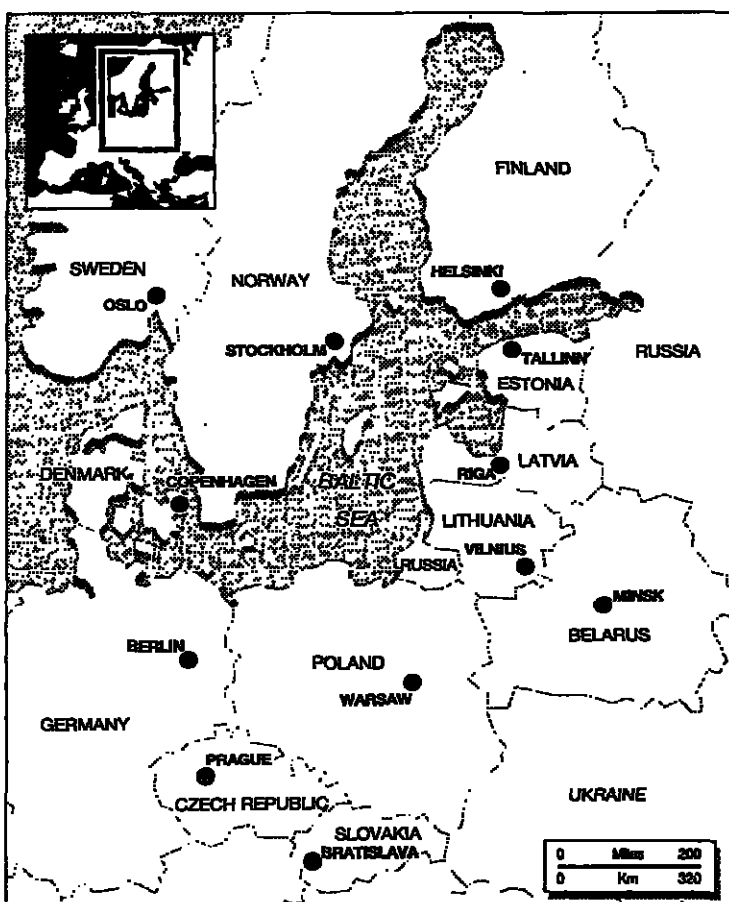 FINLAND
SWEDEN
NORWAY
HELSINKI
OSLO
STOCKHOLM
TALLINN
RUSSIA
ESTONIA
DENMARK
COPENHAGEN
BALTIC
SEA
RIGA
LATVIA
LITHUANIA
VILNIUS
RUSSIA
MINSK
BELARUS
BERLIN
POLAND
WARSAW
GERMANY
PRAGUE
CZECH REPUBLIC
UKRAINE
SLOVAKIA
BRATISLAVA
0 Miles 200
0 Km 320